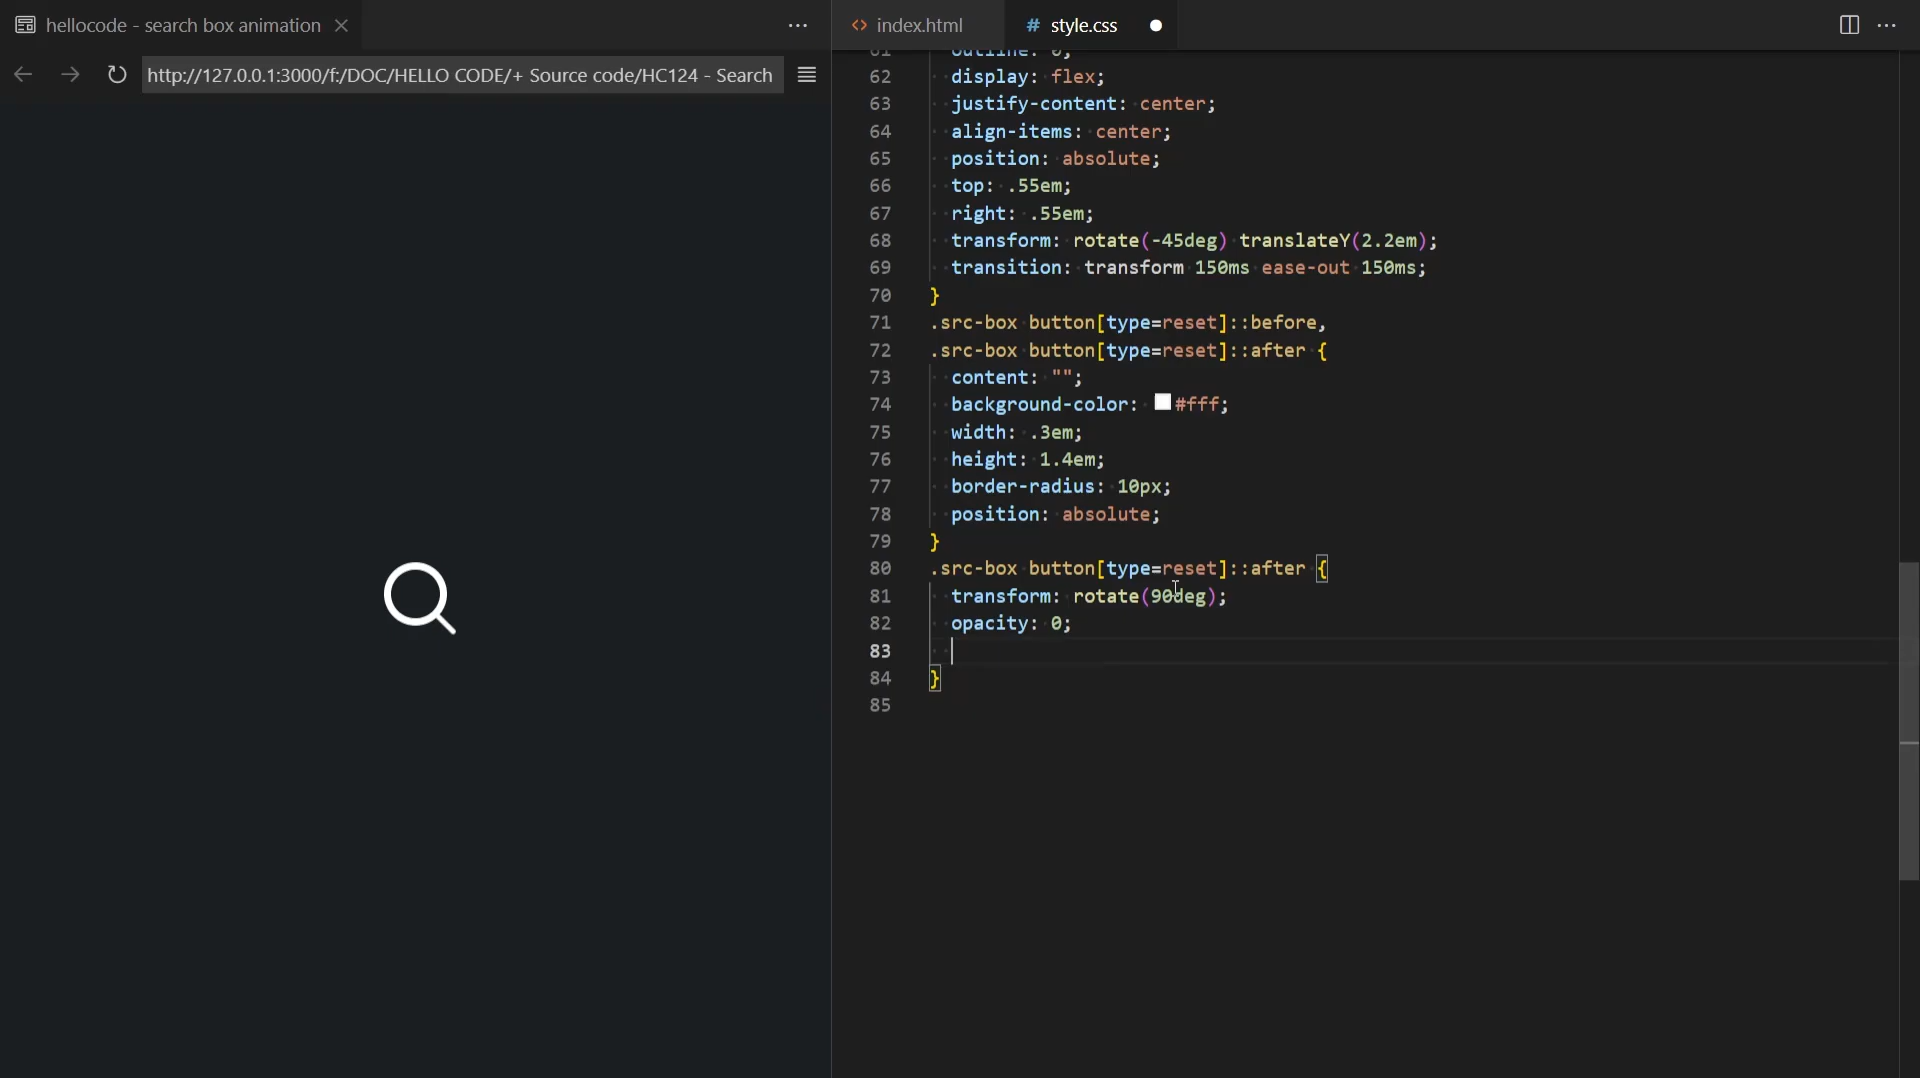 hellocode - search box animation
index.html
# style.css
http://127.0.0.1:3000/f:/DOC/HELLO CODE/+ Source code/HC124 - Search
61 outline: 0;
62 display: flex;
63 justify-content: center;
64 align-items: center;
65 position: absolute;
66 top: .55em;
67 right: .55em;
68 transform: rotate(-45deg) translateY(2.2em);
69 transition: transform 150ms ease-out 150ms;
70 }
71 .src-box button[type=reset]::before,
72 .src-box button[type=reset]::after {
73 content: "";
74 background-color: #fff;
75 width: .3em;
76 height: 1.4em;
77 border-radius: 10px;
78 position: absolute;
79 }
80 .src-box button[type=reset]::after {
81 transform: rotate(90deg);
82 opacity: 0;
83
84 }
85